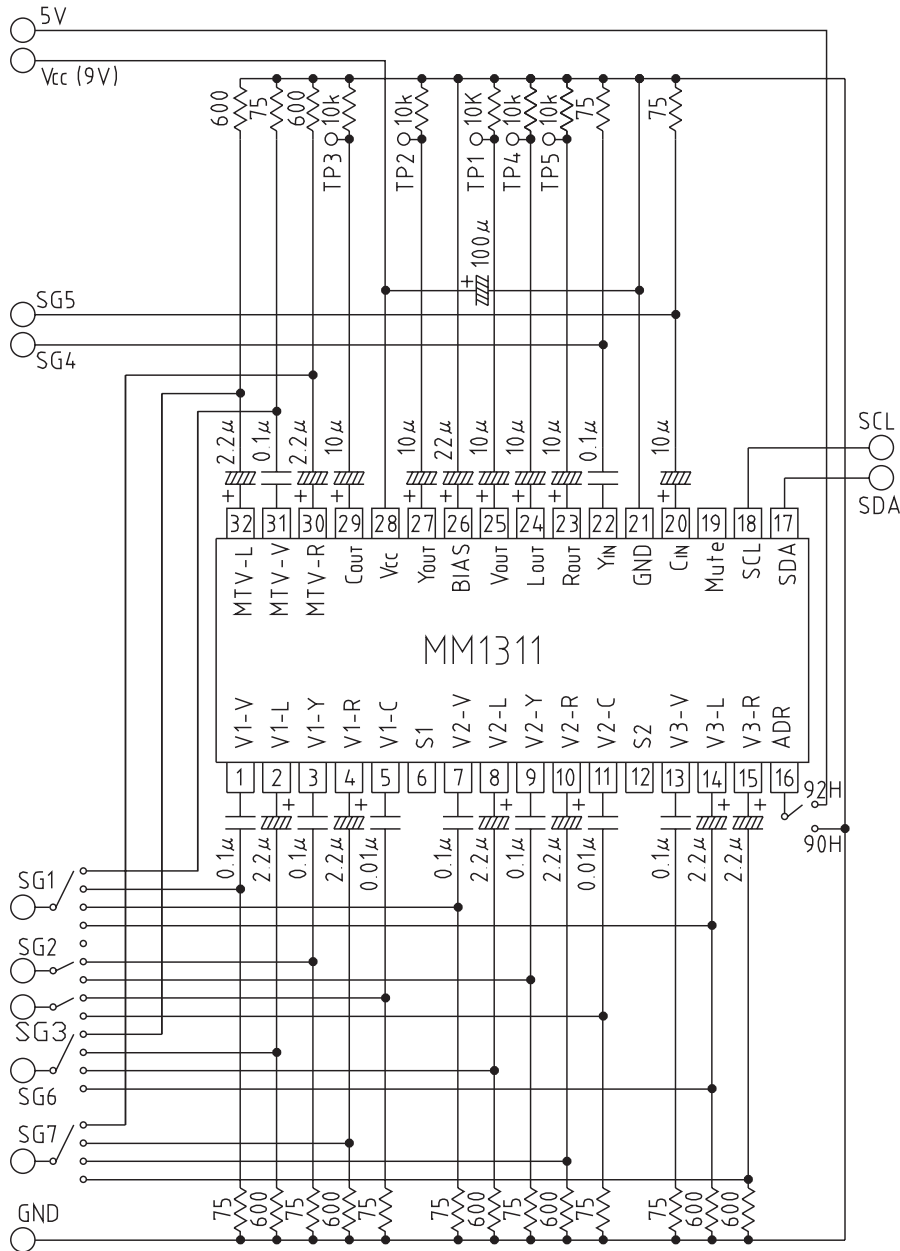 5V
Vcc (9V)
600
75
600
10k
10k
10K
10k
10k
75
75
TP3
TP2
TP1
TP4
TP5
+ 100μ
SG5
SG4
2.2μ
0.1μ
2.2μ
10μ
10μ
22μ
10μ
10μ
10μ
0.1μ
10μ
SCL
SDA
+ + + + + + + + +
32 31 30 29 28 27 26 25 24 23 22 21 20 19 18 17
MTV-L
MTV-V
MTV-R
COUT
Vcc
YOUT
BIAS
VOUT
LOUT
ROUT
YIN
GND
CIN
Mute
SCL
SDA
MM1311
V1-V
V1-L
V1-Y
V1-R
V1-C
S1
V2-V
V2-L
V2-Y
V2-R
V2-C
S2
V3-V
V3-L
V3-R
ADR
1 2 3 4 5 6 7 8 9 10 11 12 13 14 15 16
+ + + + + +
92H
90H
0.1μ
2.2μ
0.1μ
2.2μ
0.01μ
0.1μ
2.2μ
0.1μ
2.2μ
0.01μ
0.1μ
2.2μ
2.2μ
SG1
SG2
SG3
SG6
SG7
75
600
75
600
75
75
600
75
600
75
75
600
600
GND